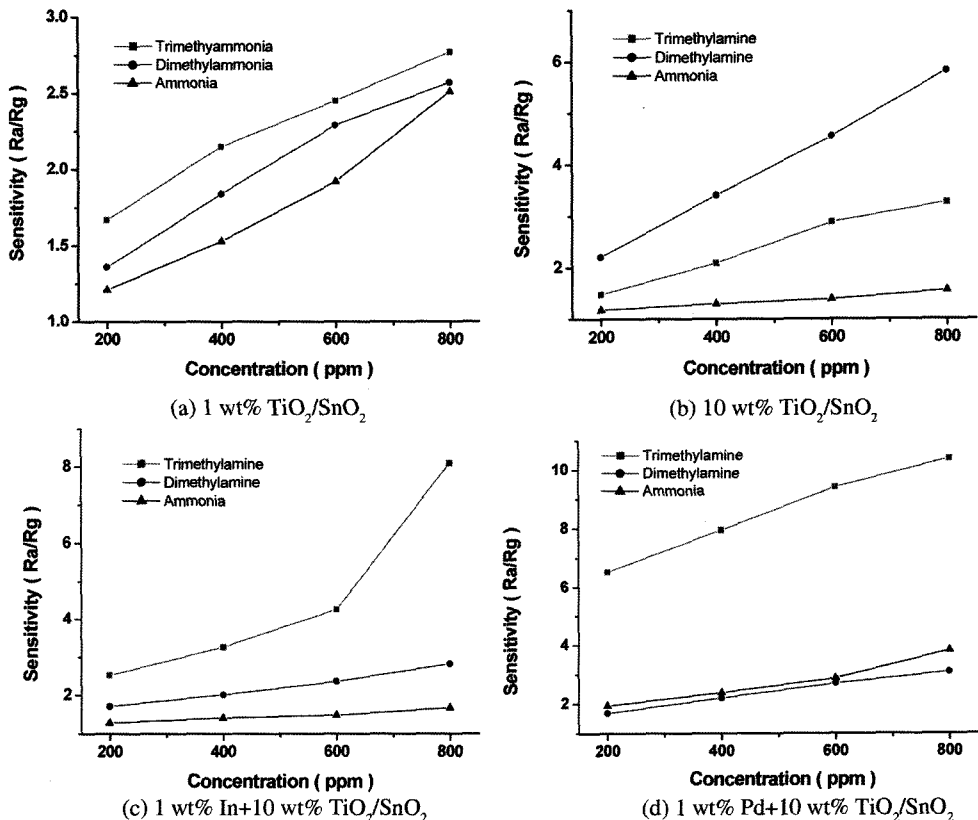 3.0
2.5
2.0
1.5
1.0
Sensitivity ( Ra/Rg)
Trimethyammonia
Dimethylammonia
Ammonia
200 400 600 800
Concentration ( ppm )
(a) 1 wt% TiO₂/SnO₂
6
4
2
Sensitivity ( Ra/Rg)
Trimethylamine
Dimethylamine
Ammonia
200 400 600 800
Concentration ( ppm )
(b) 10 wt% TiO₂/SnO₂
8
6
4
2
Sensitivity ( Ra/Rg)
Trimethylamine
Dimethylamine
Ammonia
200 400 600 800
Concentration ( ppm )
(c) 1 wt% In+10 wt% TiO₂/SnO₂
10
8
6
4
2
Sensitivity ( Ra/Rg)
Trimethylamine
Dimethylamine
Ammonia
200 400 600 800
Concentration ( ppm )
(d) 1 wt% Pd+10 wt% TiO₂/SnO₂